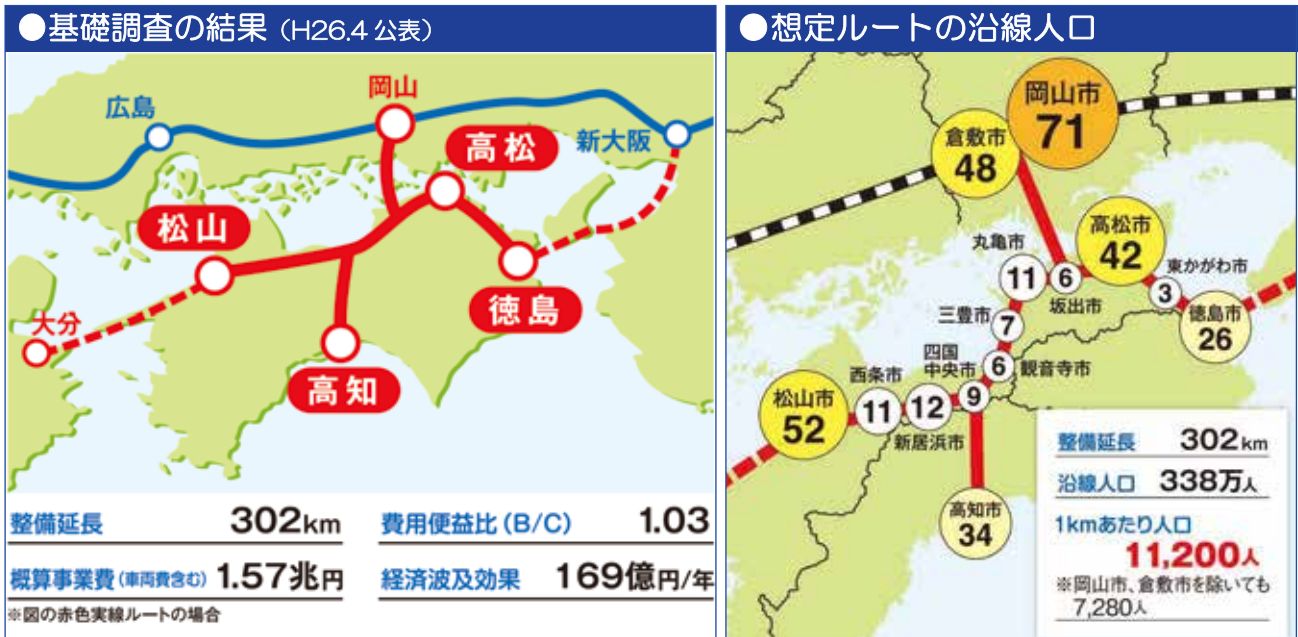 ●基礎調査の結果（H26.4公表）
広島
岡山
高松
新大阪
松山
徳島
大分
高知
整備延長 302km
費用便益比（B/C） 1.03
概算事業費（車両費含む） 1.57兆円
経済波及効果 169億円/年
※図の赤色実線ルートの場合
●想定ルートの沿線人口
岡山市
71
倉敷市
48
高松市
42
丸亀市
11
6
坂出市
東かがわ市
3
徳島市
26
三豊市
7
四国
中央市
6
観音寺市
9
西条市
11
12
新居浜市
松山市
52
高知市
34
整備延長 302km
沿線人口 338万人
1kmあたり人口
11,200人
※岡山市、倉敷市を除いても
7,280人